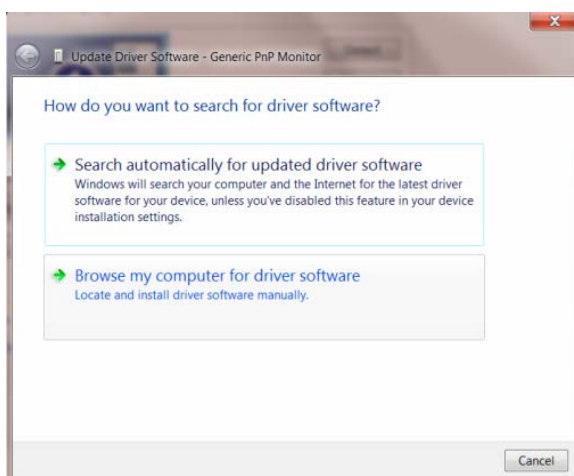 Update Driver Software - Generic PnP Monitor
How do you want to search for driver software?
Search automatically for updated driver software
Windows will search your computer and the Internet for the latest driver
software for your device, unless you've disabled this feature in your device
installation settings.
Browse my computer for driver software
Locate and install driver software manually.
Cancel